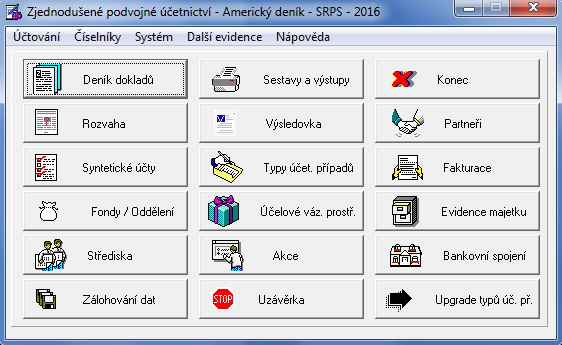 Zjednodušené podvojné účetnictví - Americký deník - SRPS - 2016
Účtování Číselníky Systém Další evidence Nápověda
Deník dokladů Sestavy a výstupy Konec
Rozvaha Výsledovka Partneři
Syntetické účty Typy účet. případů Fakturace
Fondy / Oddělení Účelové váz. prostř. Evidence majetku
Střediska Akce Bankovní spojení
Zálohování dat STOP Uzávěrka Upgrade typů úč. př.